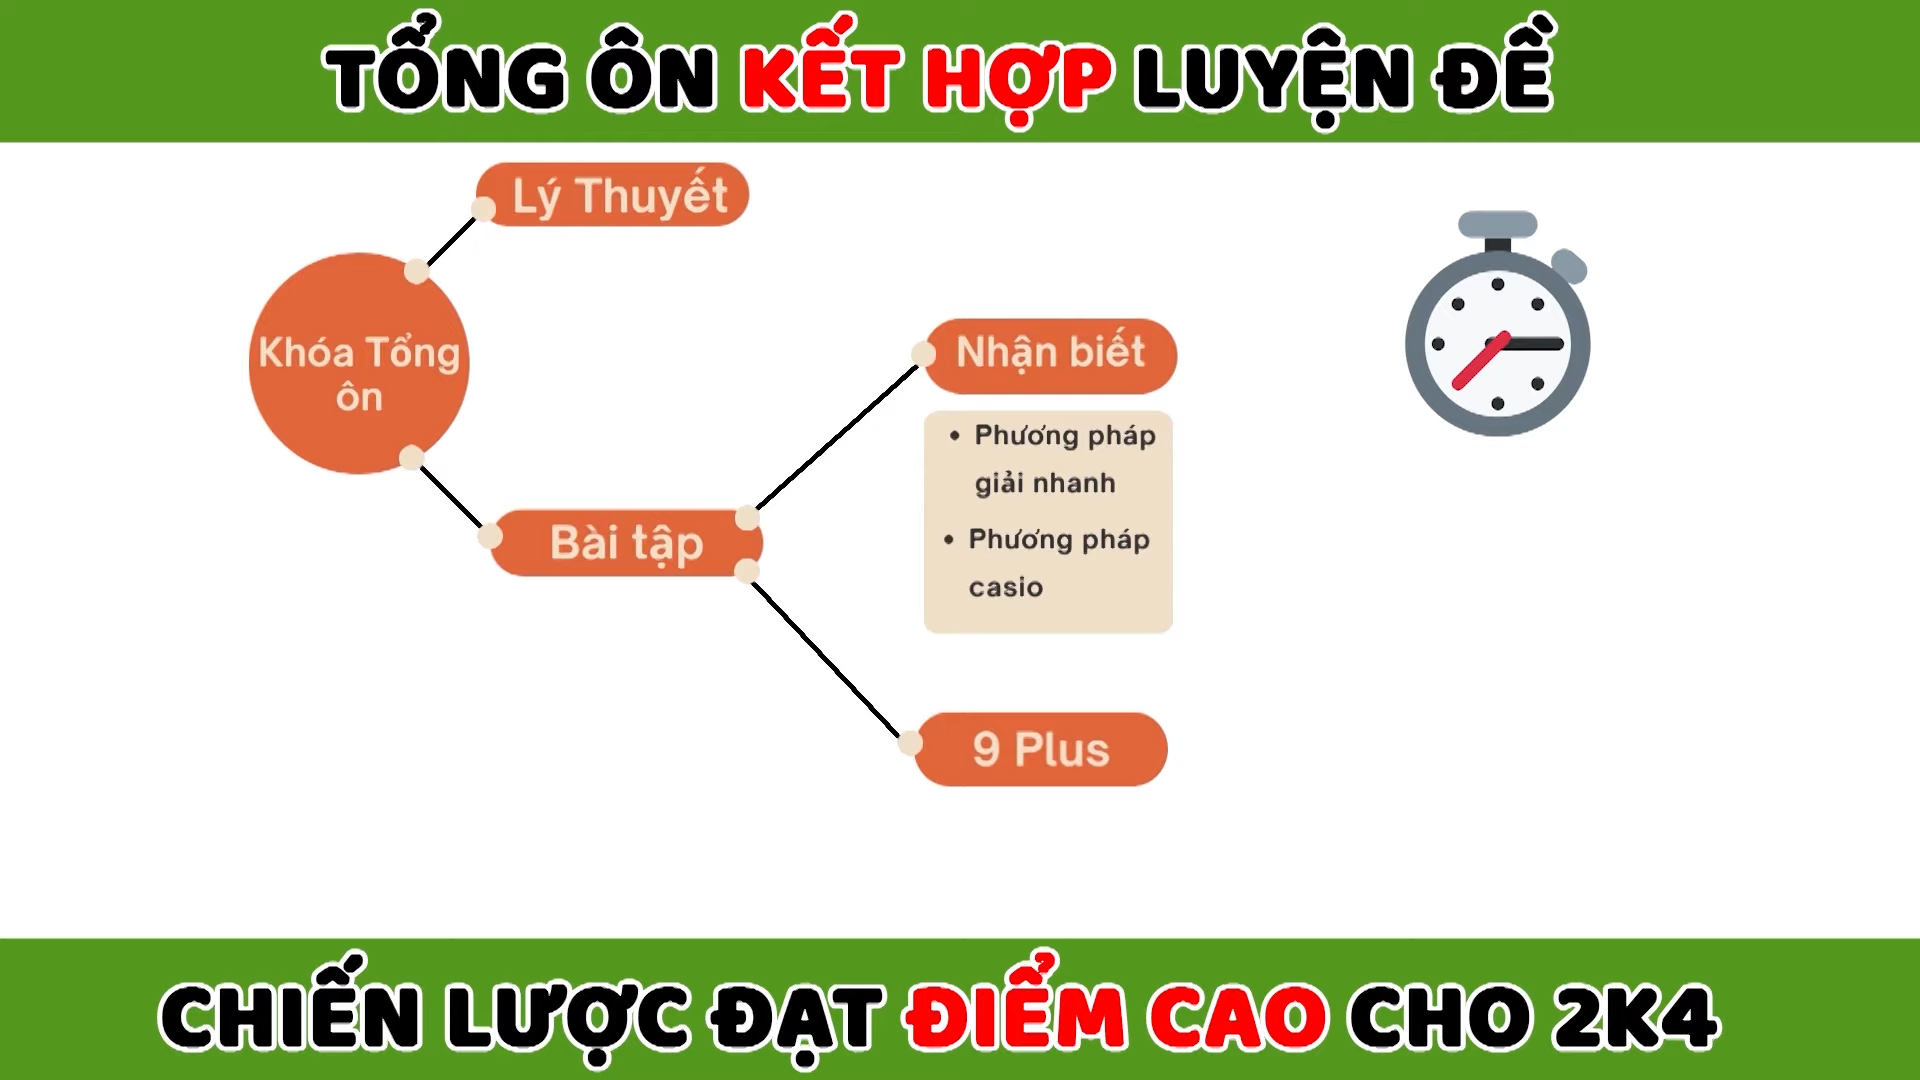 TỔNG ÔN KẾT HỢP LUYỆN ĐỀ
Lý Thuyết
Khóa Tổng
ôn
Bài tập
Nhận biết
• Phương pháp
giải nhanh
• Phương pháp
casio
9 Plus
CHIẾN LƯỢC ĐẠT ĐIỂM CAO CHO 2K4